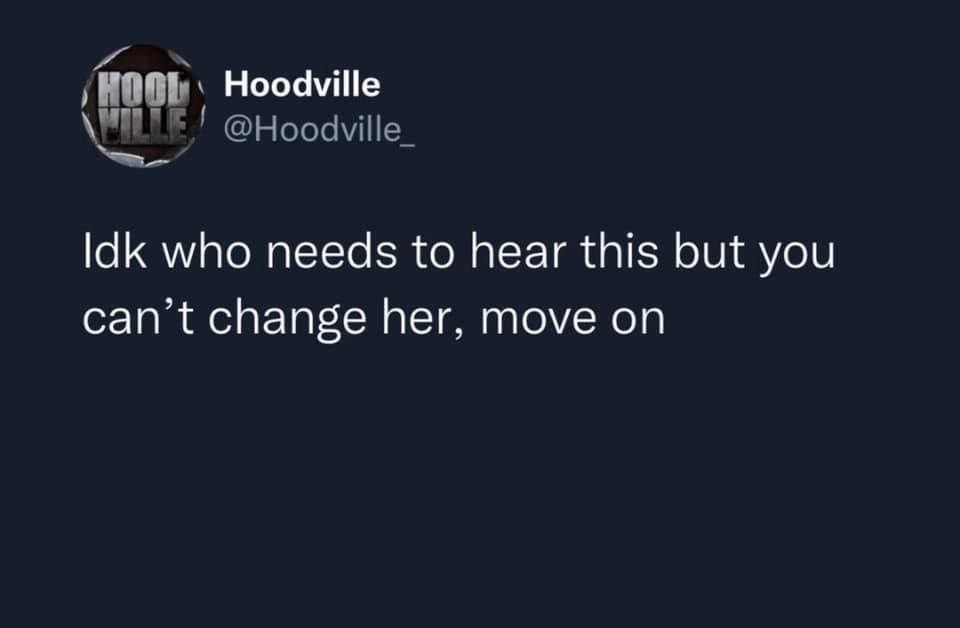 HOOD
VILLE
Hoodville
@Hoodville_
Idk who needs to hear this but you
can’t change her, move on